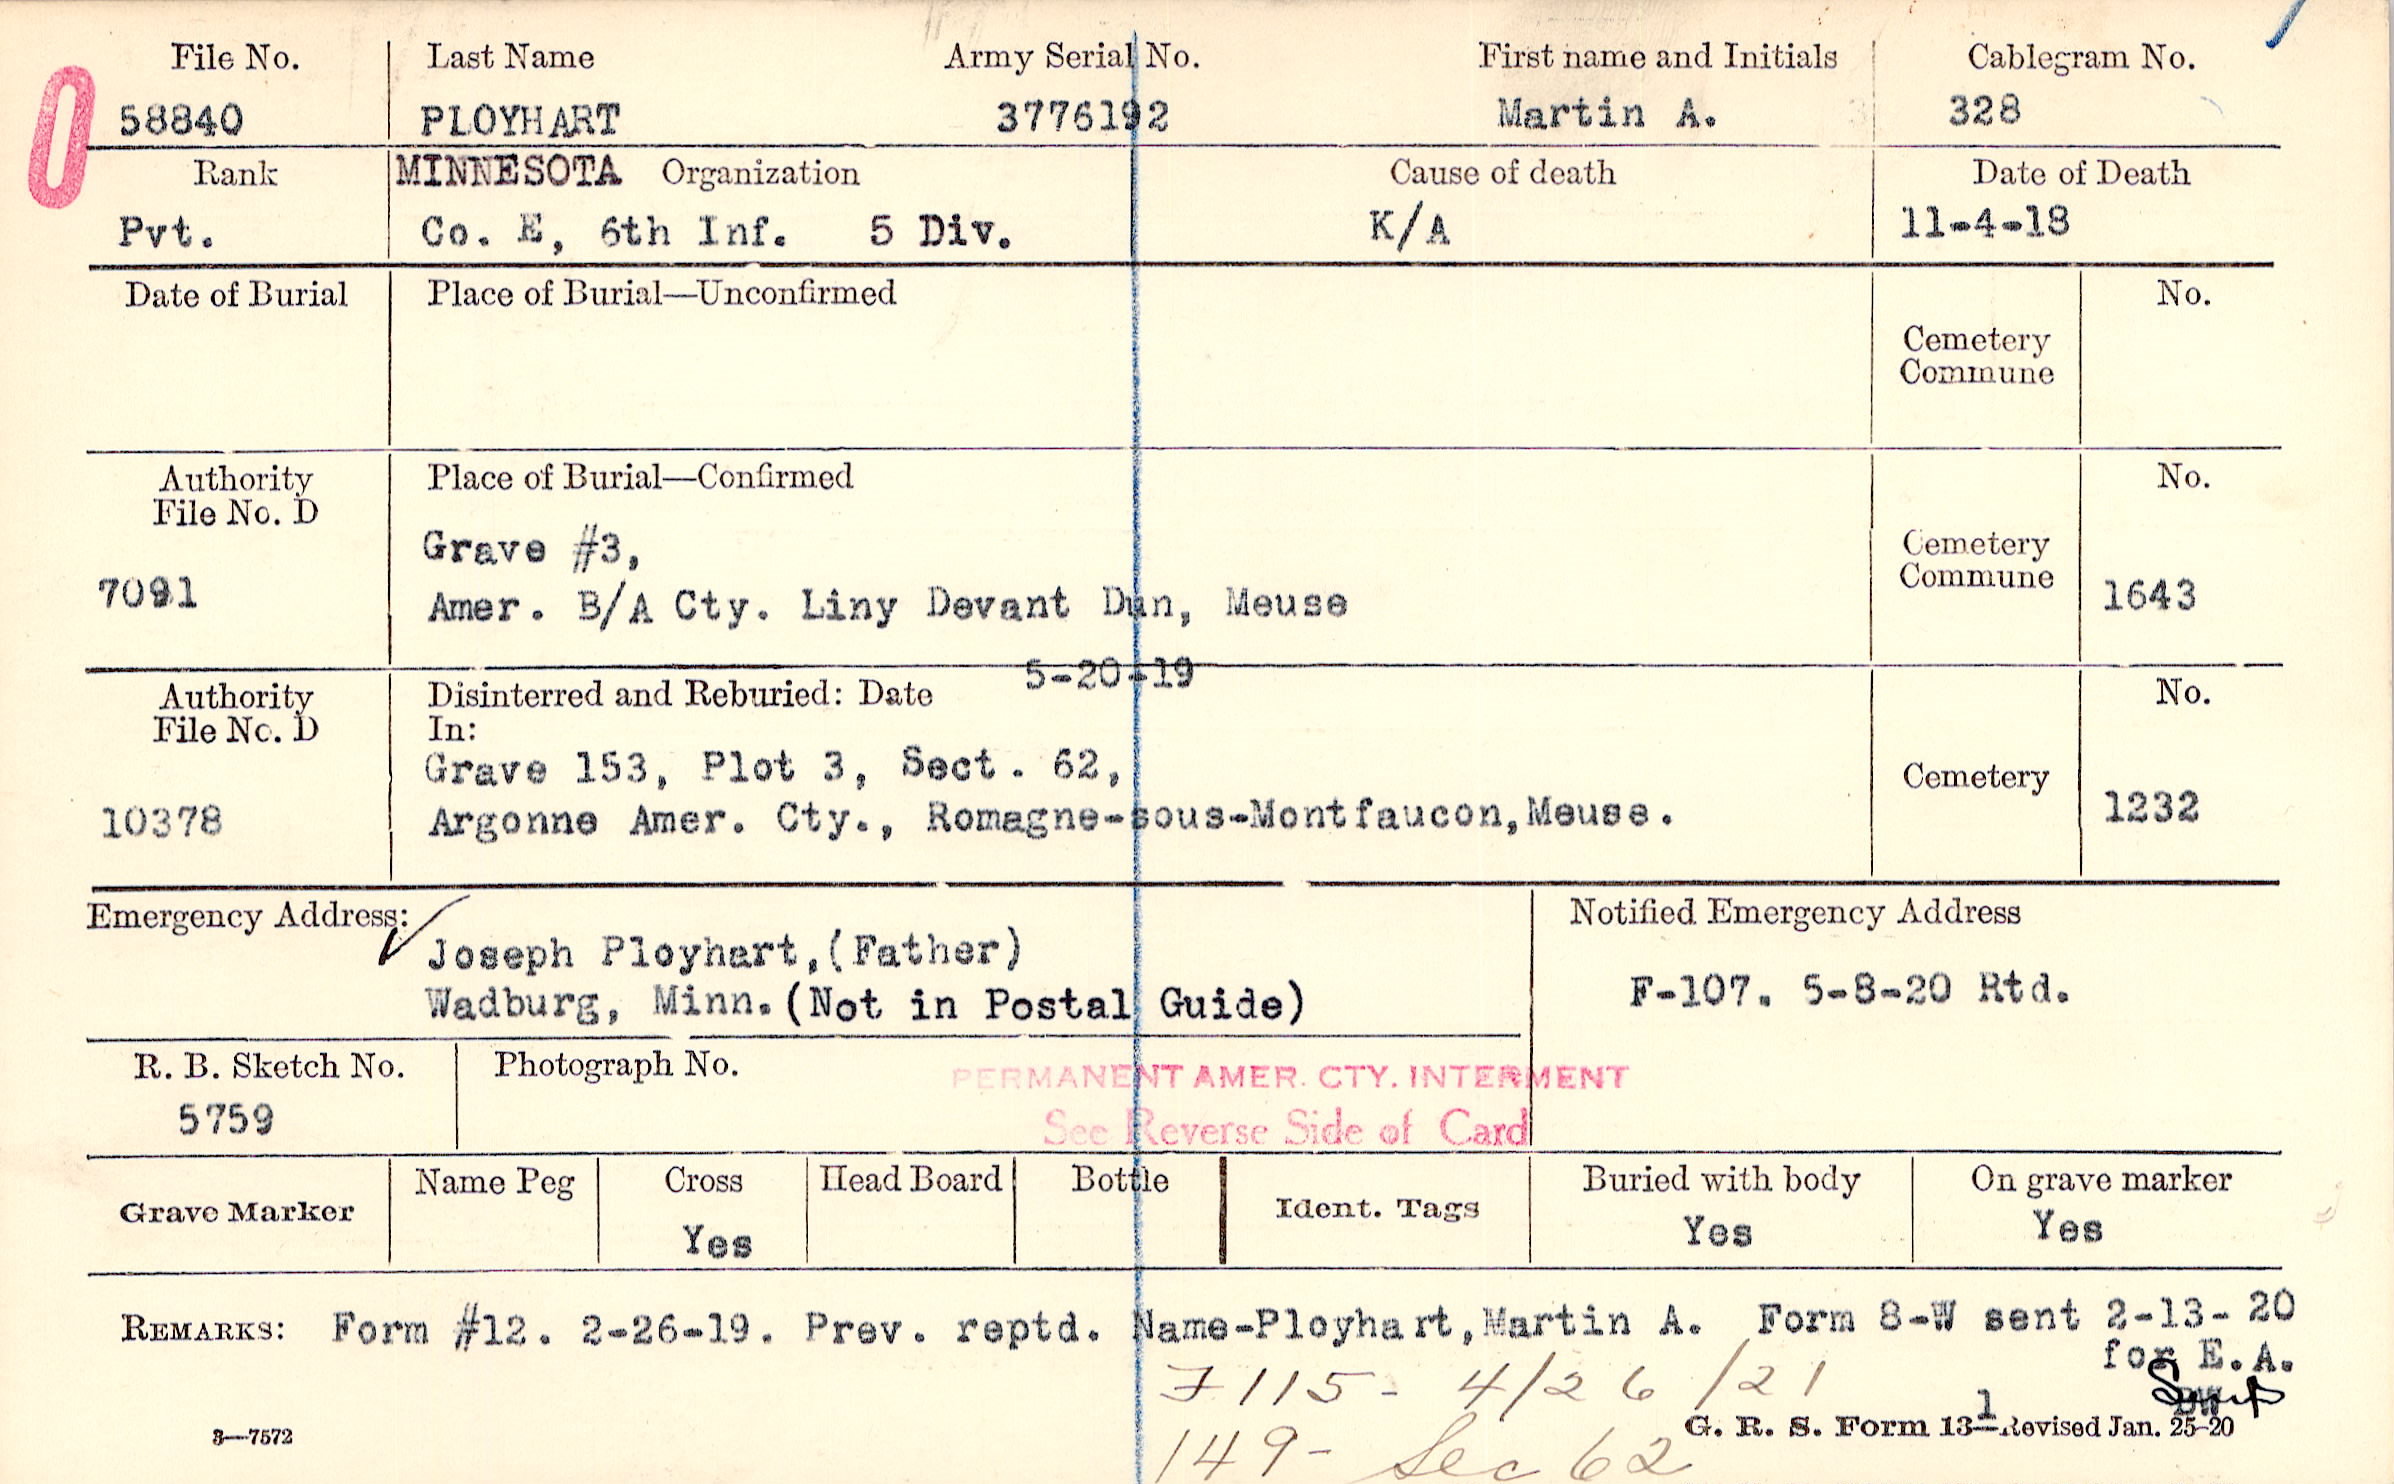 File No. Last Name Army Serial No. First name and Initials Cablegram No.
58840 PLOYHART 3776192 Martin A. 328
Rank MINNESOTA Organization Cause of death Date of Death
Pvt. Co. E, 6th Inf. 5 Div. K/A 11-4-18
Date of Burial Place of Burial—Unconfirmed No.
Cemetery
Commune
Authority Place of Burial—Confirmed No.
File No. D
Grave #3,
Cemetery
Commune
7091 Amer. B/A Cty. Liny Devant Dun, Meuse 1643
5-20-19
Authority Disinterred and Reburied: Date No.
File No. D In:
Grave 153, Plot 3, Sect. 62, Cemetery
10378 Argonne Amer. Cty., Romagne-sous-Montfaucon,Meuse. 1232
Emergency Address: Notified Emergency Address
Joseph Ployhart,(Father)
Wadburg, Minn.(Not in Postal Guide) F-107. 5-8-20 Rtd.
R. B. Sketch No. Photograph No. PERMANENT AMER. CTY. INTERMENT
5759 See Reverse Side of Card
Grave Marker Name Peg Cross Head Board Bottle Ident. Tags Buried with body On grave marker
Yes Yes Yes
REMARKS: Form #12. 2-26-19. Prev. reptd. Name-Ployhart,Martin A. Form 8-W sent 2-13-20
for E.A.
F115- 4/26/21
1
3—7572 G. R. S. Form 13—Revised Jan. 25-20
149- Sec 62